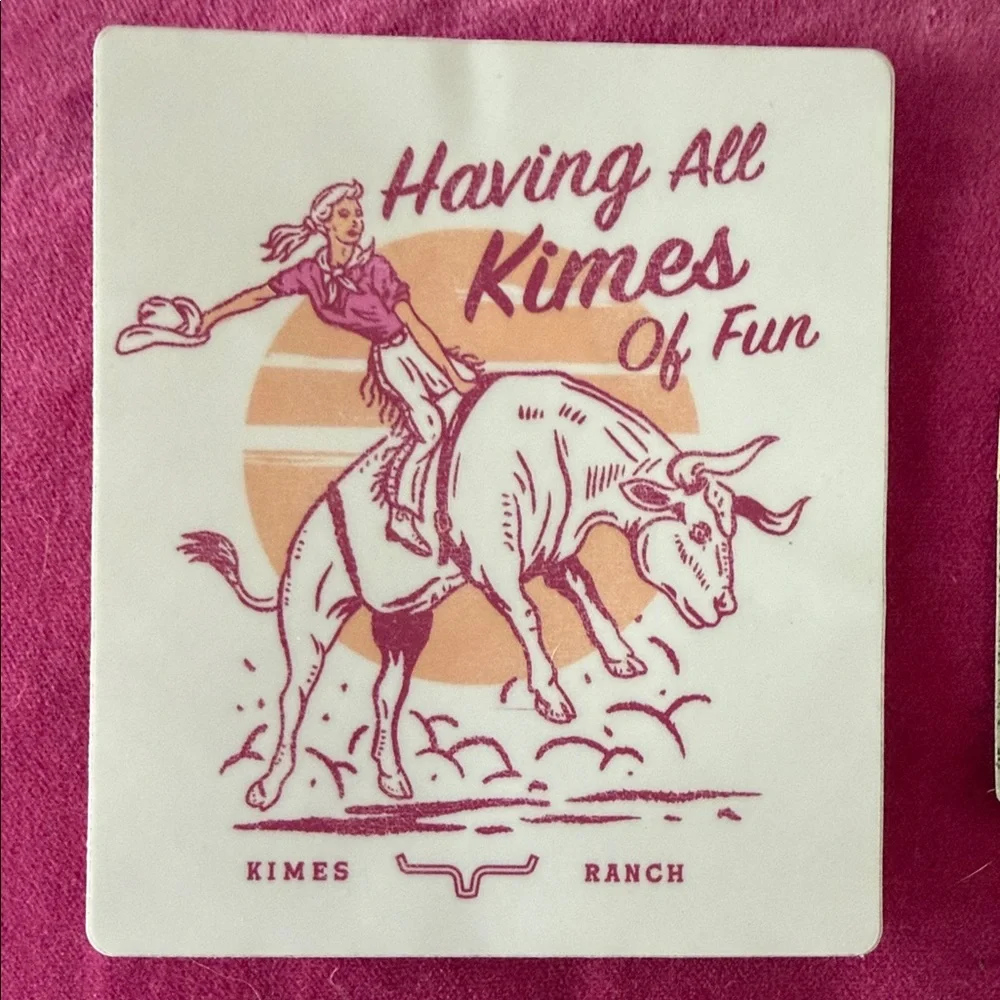 Having All
Kimes
Of Fun
KIMES RANCH